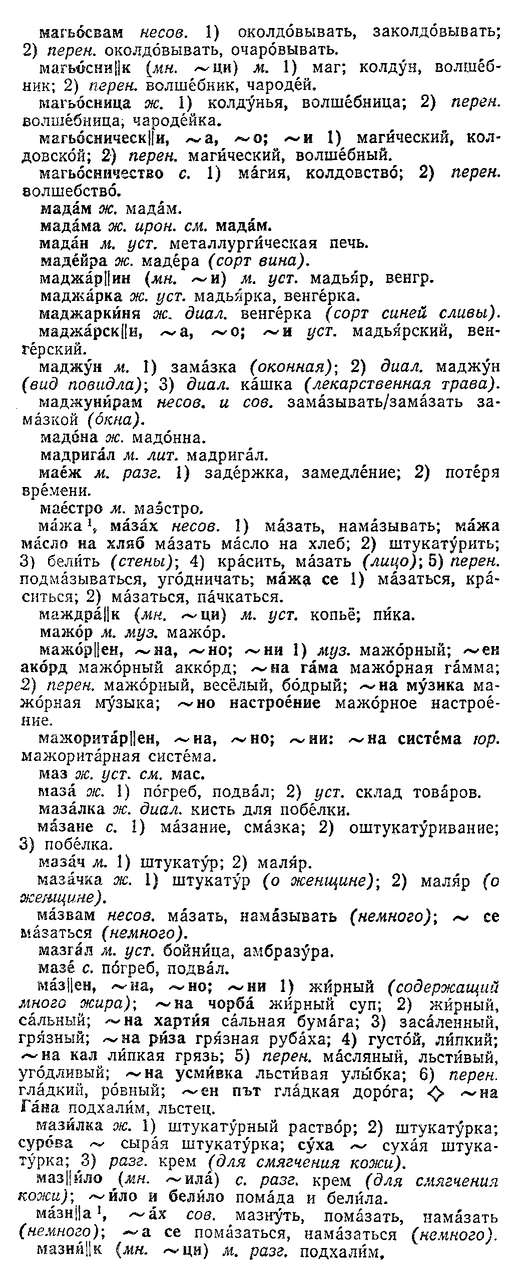 магьо́свам несов. 1) околдо́вывать, заколдо́вывать;
2) перен. околдо́вывать, очаро́вывать.
магьо́сни||к (мн. ~ци) м. 1) маг; колду́н, волше́б-
ник; 2) перен. волше́бник, чароде́й.
магьо́сница ж. 1) колду́нья, волше́бница; 2) перен.
волше́бница, чароде́йка.
магьо́сническ||и, ~а, ~о; ~и 1) маги́ческий, кол-
довско́й; 2) перен. маги́ческий, волше́бный.
магьо́сничество с. 1) ма́гия, колдовство́; 2) перен.
волшебство́.
мада́м ж. мада́м.
мада́ма ж. ирон. см. мада́м.
мада́н м. уст. металлурги́ческая печь.
маде́йра ж. маде́ра (сорт вина).
маджа́р||ин (мн. ~и) м. уст. мадья́р, венгр.
маджа́рка ж. уст. мадья́рка, венге́рка.
маджарки́ня ж. диал. венге́рка (сорт синей сливы).
маджа́рск||и, ~а, ~о; ~и уст. мадья́рский, вен-
ге́рский.
маджу́н м. 1) зама́зка (оконная); 2) диал. маджу́н
(вид повидла); 3) диал. ка́шка (лекарственная трава).
маджуни́рам несов. и сов. зама́зывать/зама́зать за-
ма́зкой (о́кна).
мадо́на ж. мадо́нна.
мадрига́л м. лит. мадрига́л.
мае́ж м. разг. 1) заде́ржка, замедле́ние; 2) поте́ря
вре́мени.
мае́стро м. маэ́стро.
ма́жа ¹, ма́зах несов. 1) ма́зать, нама́зывать; ма́жа
ма́сло на хляб ма́зать ма́сло на хлеб; 2) штукату́рить;
3) бели́ть (стены); 4) кра́сить, ма́зать (лицо); 5) перен.
подма́зываться, уго́дничать; ма́жа се 1) ма́заться, кра́-
ситься; 2) ма́заться, па́чкаться.
маждра́||к (мн. ~ци) м. уст. копьё; пи́ка.
мажо́р м. муз. мажо́р.
мажо́р||ен, ~на, ~но; ~ни 1) муз. мажо́рный; ~ен
ако́рд мажо́рный акко́рд; ~на га́ма мажо́рная га́мма;
2) перен. мажо́рный, весёлый, бо́дрый; ~на му́зика ма-
жо́рная му́зыка; ~но настрое́ние мажо́рное настрое́-
ние.
мажорита́р||ен, ~на, ~но; ~ни: ~на систе́ма юр.
мажорита́рная систе́ма.
маз ж. уст. см. мас.
маза́ ж. 1) по́греб, подва́л; 2) уст. склад това́ров.
маза́лка ж. диал. кисть для побе́лки.
ма́зане с. 1) ма́зание, сма́зка; 2) оштукату́ривание;
3) побе́лка.
маза́ч м. 1) штукату́р; 2) маля́р.
маза́чка ж. 1) штукату́р (о женщине); 2) маля́р (о
женщине).
ма́звам несов. ма́зать, нама́зывать (немного); ~ се
ма́заться (немного).
мазга́л м. уст. бойни́ца, амбразу́ра.
мазе́ с. по́греб, подва́л.
ма́з||ен, ~на, ~но; ~ни 1) жи́рный (содержащий
много жира); ~на чорба́ жи́рный суп; 2) жи́рный,
са́льный; ~на харти́я са́льная бума́га; 3) заса́ленный,
гря́зный; ~на ри́за гря́зная руба́ха; 4) густо́й, ли́пкий;
~на кал ли́пкая грязь; 5) перен. ма́сляный, льсти́вый,
уго́дливый; ~на усми́вка льсти́вая улы́бка; 6) перен.
гла́дкий, ро́вный; ~ен път гла́дкая доро́га; ◇ ~на
Га́на подхали́м, льстец.
мази́лка ж. 1) штукату́рный раство́р; 2) штукату́рка;
суро́ва ~ сыра́я штукату́рка; су́ха ~ суха́я штука-
ту́рка; 3) разг. крем (для смягчения кожи).
маз||и́ло (мн. ~ила́) с. разг. крем (для смягчения
кожи); ~и́ло и бели́ло пома́да и бели́ла.
ма́зн||а ¹, ~ах сов. мазну́ть, пома́зать, нама́зать
(немного); ~а се пома́заться, нама́заться (немного).
мазни́||к (мн. ~ци) м. разг. подхали́м.